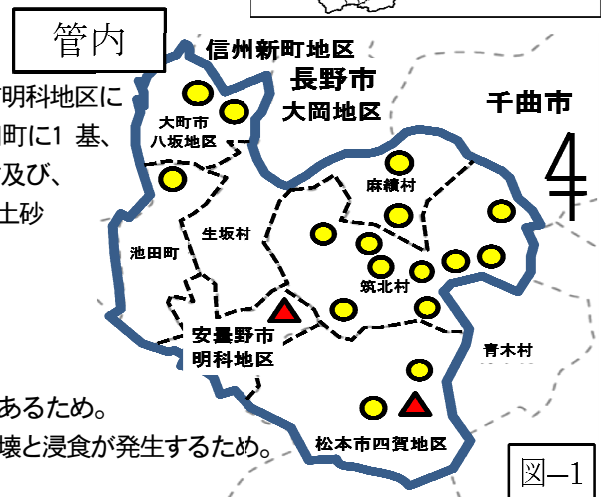 管内
信州新町地区
長野市
大岡地区
千曲市
明科地区に
町に1 基、
及び、
土砂
大町市
八坂地区
麻績村
生坂村
池田町
筑北村
安曇野市
明科地区
青木村
あるため。
壊と浸食が発生するため。
松本市四賀地区
図–1